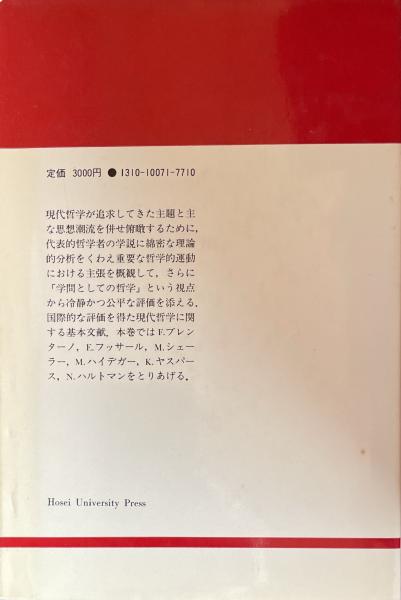 定価 3000円 ● 1310-10071-7710
現代哲学が追求してきた主題と主
な思想潮流を併せ俯瞰するために,
代表的哲学者の学説に綿密な理論
的分析をくわえ重要な哲学的運動
における主張を概観して, さらに
「学問としての哲学」という視点
から冷静かつ公平な評価を添える.
国際的な評価を得た現代哲学に関
する基本文献. 本巻ではF.ブレン
ターノ, E.フッサール, M.シェー
ラー, M.ハイデガー, K.ヤスパー
ス, N.ハルトマンをとりあげる.
Hosei University Press